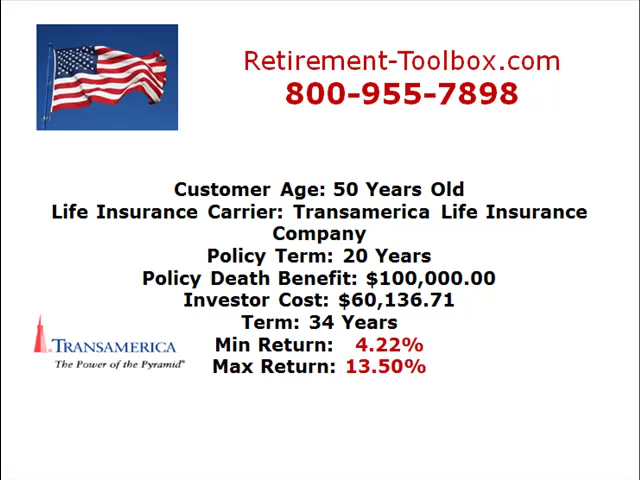 Retirement-Toolbox.com
800-955-7898
Customer Age: 50 Years Old
Life Insurance Carrier: Transamerica Life Insurance
Company
Policy Term: 20 Years
Policy Death Benefit: $100,000.00
Investor Cost: $60,136.71
Term: 34 Years
Min Return: 4.22%
Max Return: 13.50%
TRANSAMERICA
The Power of the Pyramid®